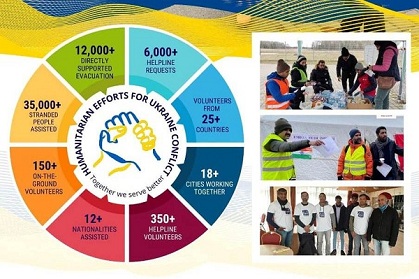 12,000+
DIRECTLY
SUPPORTED
EVACUATION
6,000+
HELPLINE
REQUESTS
VOLUNTEERS
FROM
25+
COUNTRIES
18+
CITIES WORKING
TOGETHER
350+
HELPLINE
VOLUNTEERS
12+
NATIONALITIES
ASSISTED
150+
ON-THE-
GROUND
VOLUNTEERS
35,000+
STRANDED
PEOPLE
ASSISTED
HUMANITARIAN EFFORTS FOR UKRAINE CONFLICT
Together we serve better